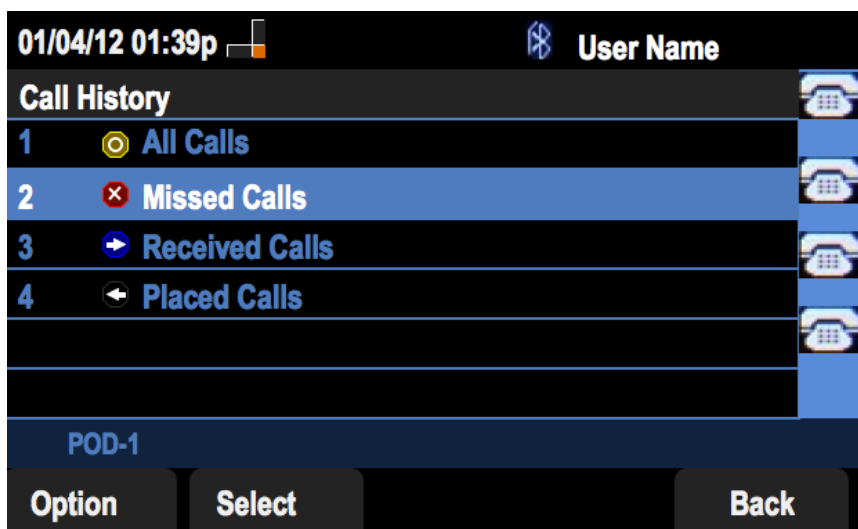 01/04/12 01:39p User Name
Call History
1 All Calls
2 Missed Calls
3 Received Calls
4 Placed Calls
POD-1
Option Select Back